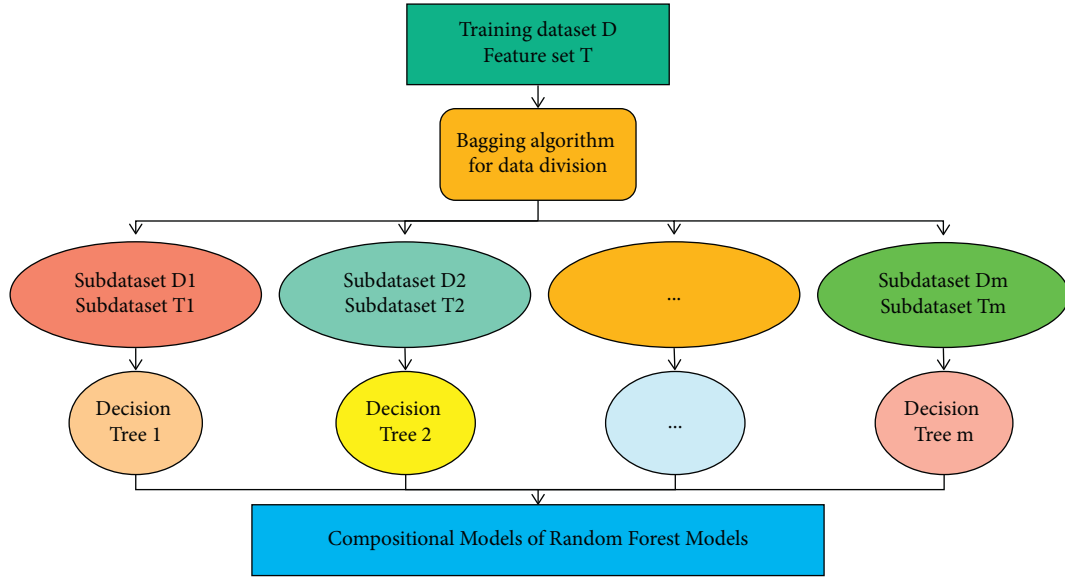 Training dataset D
Feature set T
Bagging algorithm
for data division
Subdataset D1
Subdataset T1
Subdataset D2
Subdataset T2
...
Subdataset Dm
Subdataset Tm
Decision
Tree 1
Decision
Tree 2
...
Decision
Tree m
Compositional Models of Random Forest Models